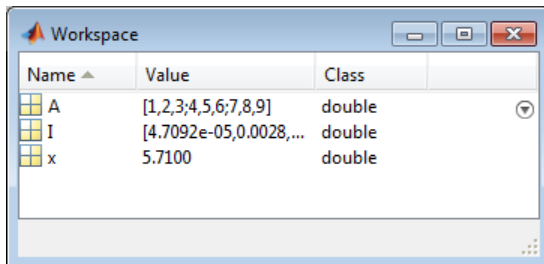 Workspace
Name Value Class
A [1,2,3;4,5,6;7,8,9] double
I [4.7092e-05,0.0028,... double
x 5.7100 double